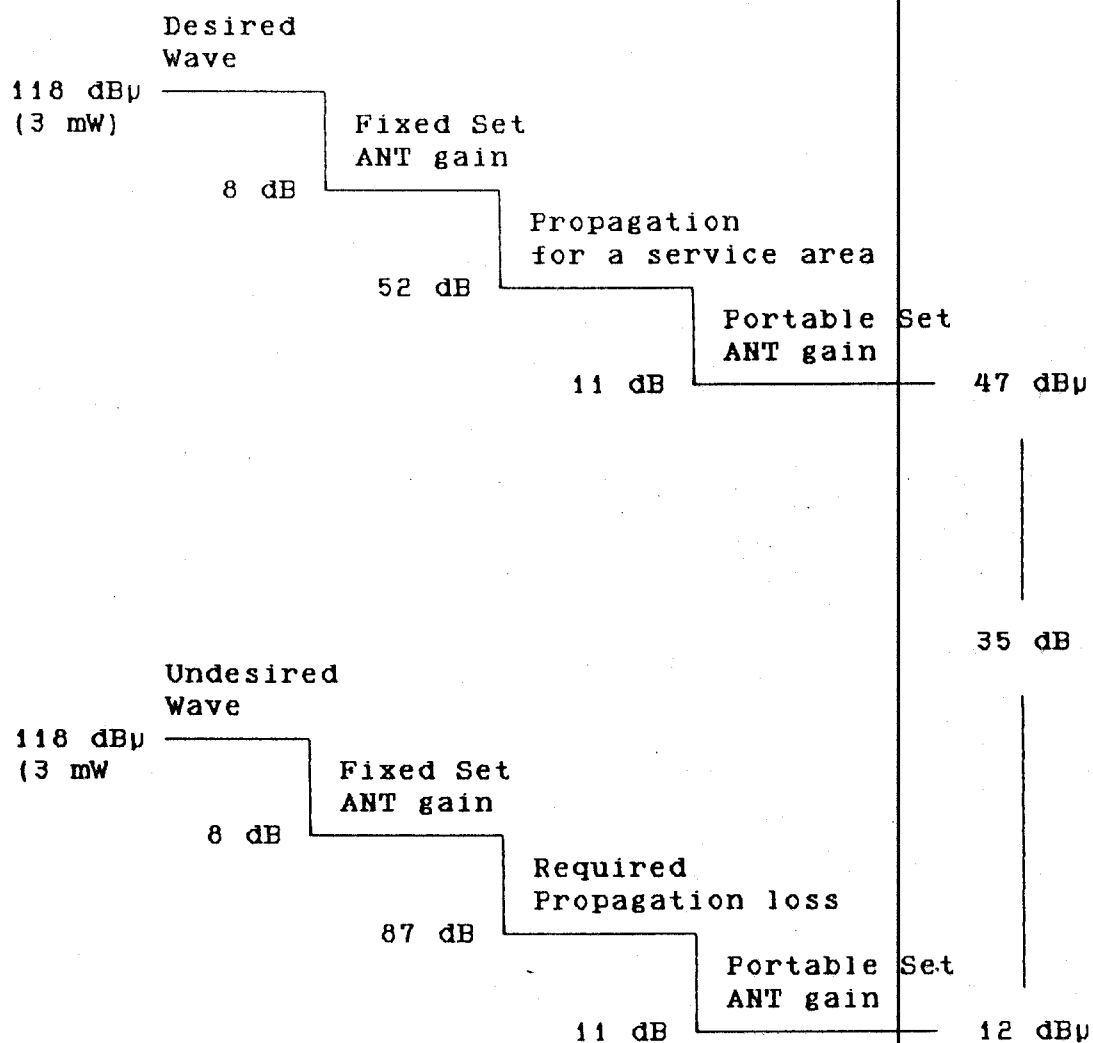 Desired
Wave
118 dBμ
(3 mW)
Fixed Set
ANT gain
8 dB
Propagation
for a service area
52 dB
Portable Set
ANT gain
11 dB
47 dBμ
35 dB
Undesired
Wave
118 dBμ
(3 mW
Fixed Set
ANT gain
8 dB
Required
Propagation loss
87 dB
Portable Set
ANT gain
11 dB
12 dBμ